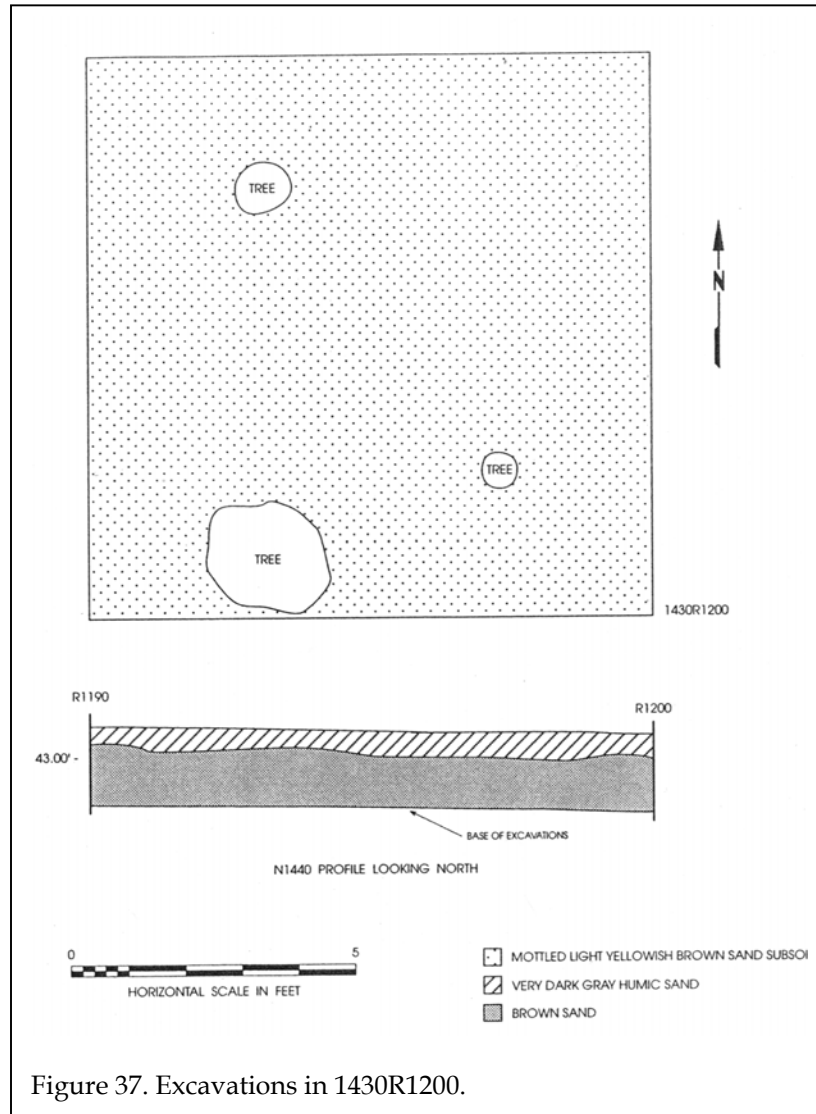 TREE
N
TREE
TREE
1430R1200
R1190
R1200
43.00' -
BASE OF EXCAVATIONS
N1440 PROFILE LOOKING NORTH
0
5
HORIZONTAL SCALE IN FEET
MOTTLED LIGHT YELLOWISH BROWN SAND SUBSOI
VERY DARK GRAY HUMIC SAND
BROWN SAND
Figure 37. Excavations in 1430R1200.